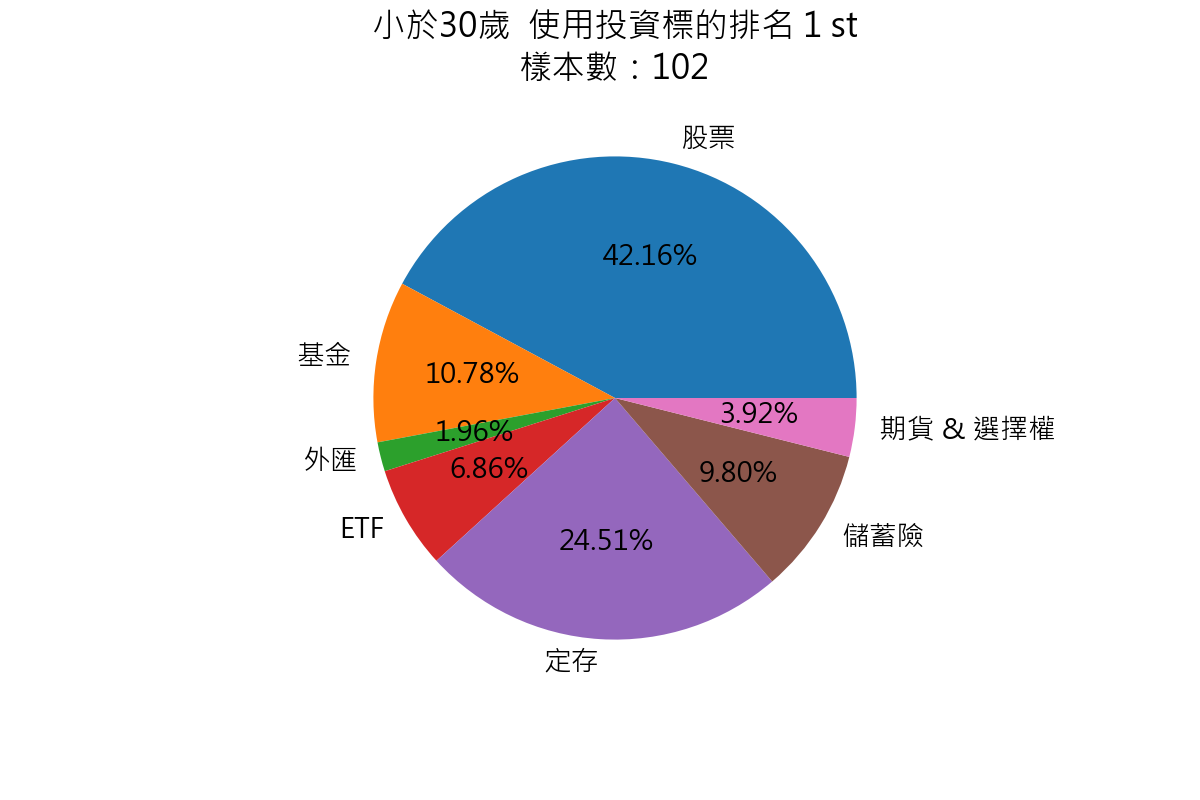 小於30歲 使用投資標的排名 1 st
樣本數：102
股票
42.16%
基金
10.78%
外匯
1.96%
ETF
6.86%
定存
24.51%
儲蓄險
9.80%
期貨 & 選擇權
3.92%